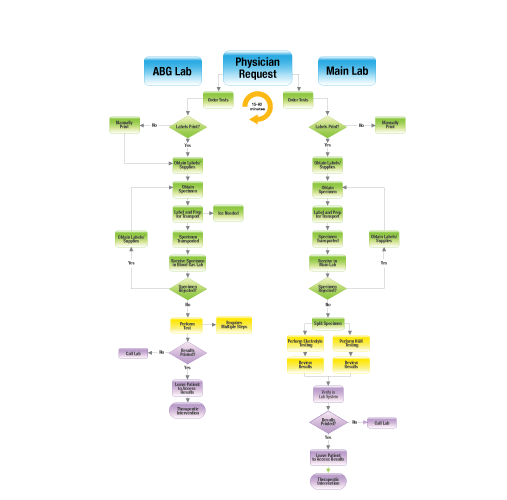 Physician
Request
ABG Lab
Main Lab
Order Tests
15-60
minutes
Order Tests
Manually
Print
No
Labels Print?
Yes
Labels Print?
No
Manually
Print
Yes
Obtain Labels/
Supplies
Obtain Labels/
Supplies
Obtain
Specimen
Obtain
Specimen
Label and Prep
for Transport
Ice Needed
Label and Prep
for Transport
Obtain Labels/
Supplies
Specimen
Transported
Specimen
Transported
Obtain Labels/
Supplies
Yes
Receive Specimen
in Blood Gas Lab
Receive in
Main Lab
Yes
Specimen
Rejected?
Specimen
Rejected?
No
No
Perform
Test
Requires
Multiple Steps
Split Specimen
Perform Electrolyte
Testing
Perform H&H
Testing
Call Lab
No
Results
Printed?
Yes
Review
Results
Review
Results
Leave Patient
to Access
Results
Verify in
Lab System
Therapeutic
Intervention
Results
Printed?
No
Call Lab
Yes
Leave Patient
to Access Results
Therapeutic
Intervention